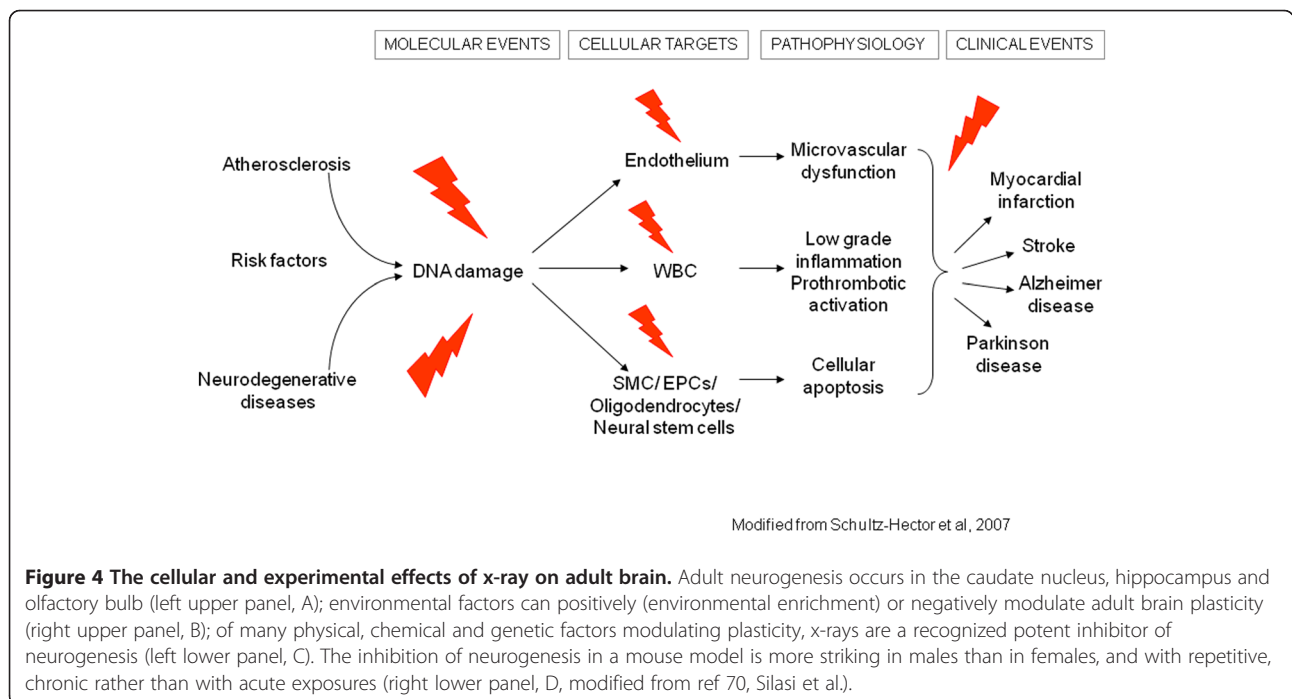 MOLECULAR EVENTS
CELLULAR TARGETS
PATHOPHYSIOLOGY
CLINICAL EVENTS
Atherosclerosis
Risk factors
Neurodegenerative
diseases
DNA damage
Endothelium
WBC
SMC/ EPCs/
Oligodendrocytes/
Neural stem cells
Microvascular
dysfunction
Low grade
inflammation
Prothrombotic
activation
Cellular
apoptosis
Myocardial
infarction
Stroke
Alzheimer
disease
Parkinson
disease
Modified from Schultz-Hector et al, 2007
Figure 4 The cellular and experimental effects of x-ray on adult brain. Adult neurogenesis occurs in the caudate nucleus, hippocampus and
olfactory bulb (left upper panel, A); environmental factors can positively (environmental enrichment) or negatively modulate adult brain plasticity
(right upper panel, B); of many physical, chemical and genetic factors modulating plasticity, x-rays are a recognized potent inhibitor of
neurogenesis (left lower panel, C). The inhibition of neurogenesis in a mouse model is more striking in males than in females, and with repetitive,
chronic rather than with acute exposures (right lower panel, D, modified from ref 70, Silasi et al.).